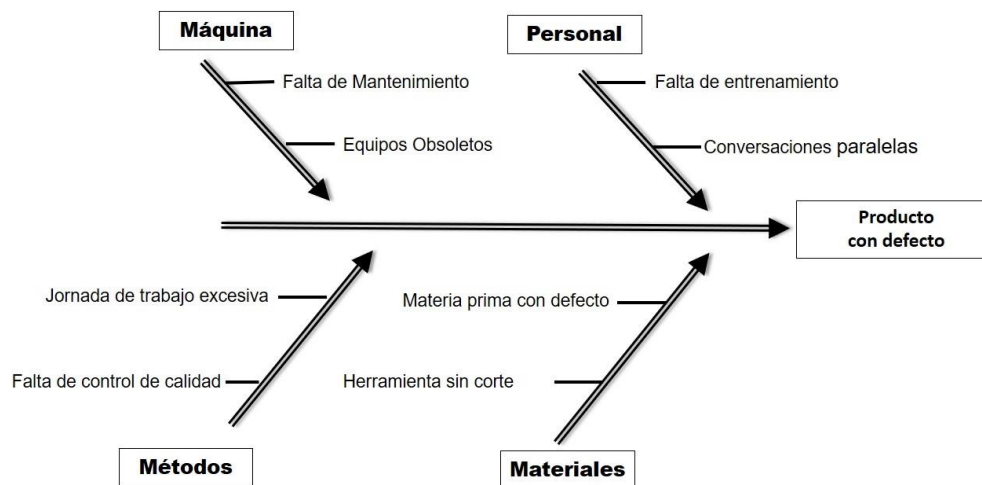 Máquina
Personal
Falta de Mantenimiento
Falta de entrenamiento
Equipos Obsoletos
Conversaciones paralelas
Producto
con defecto
Jornada de trabajo excesiva
Materia prima con defecto
Falta de control de calidad
Herramienta sin corte
Métodos
Materiales